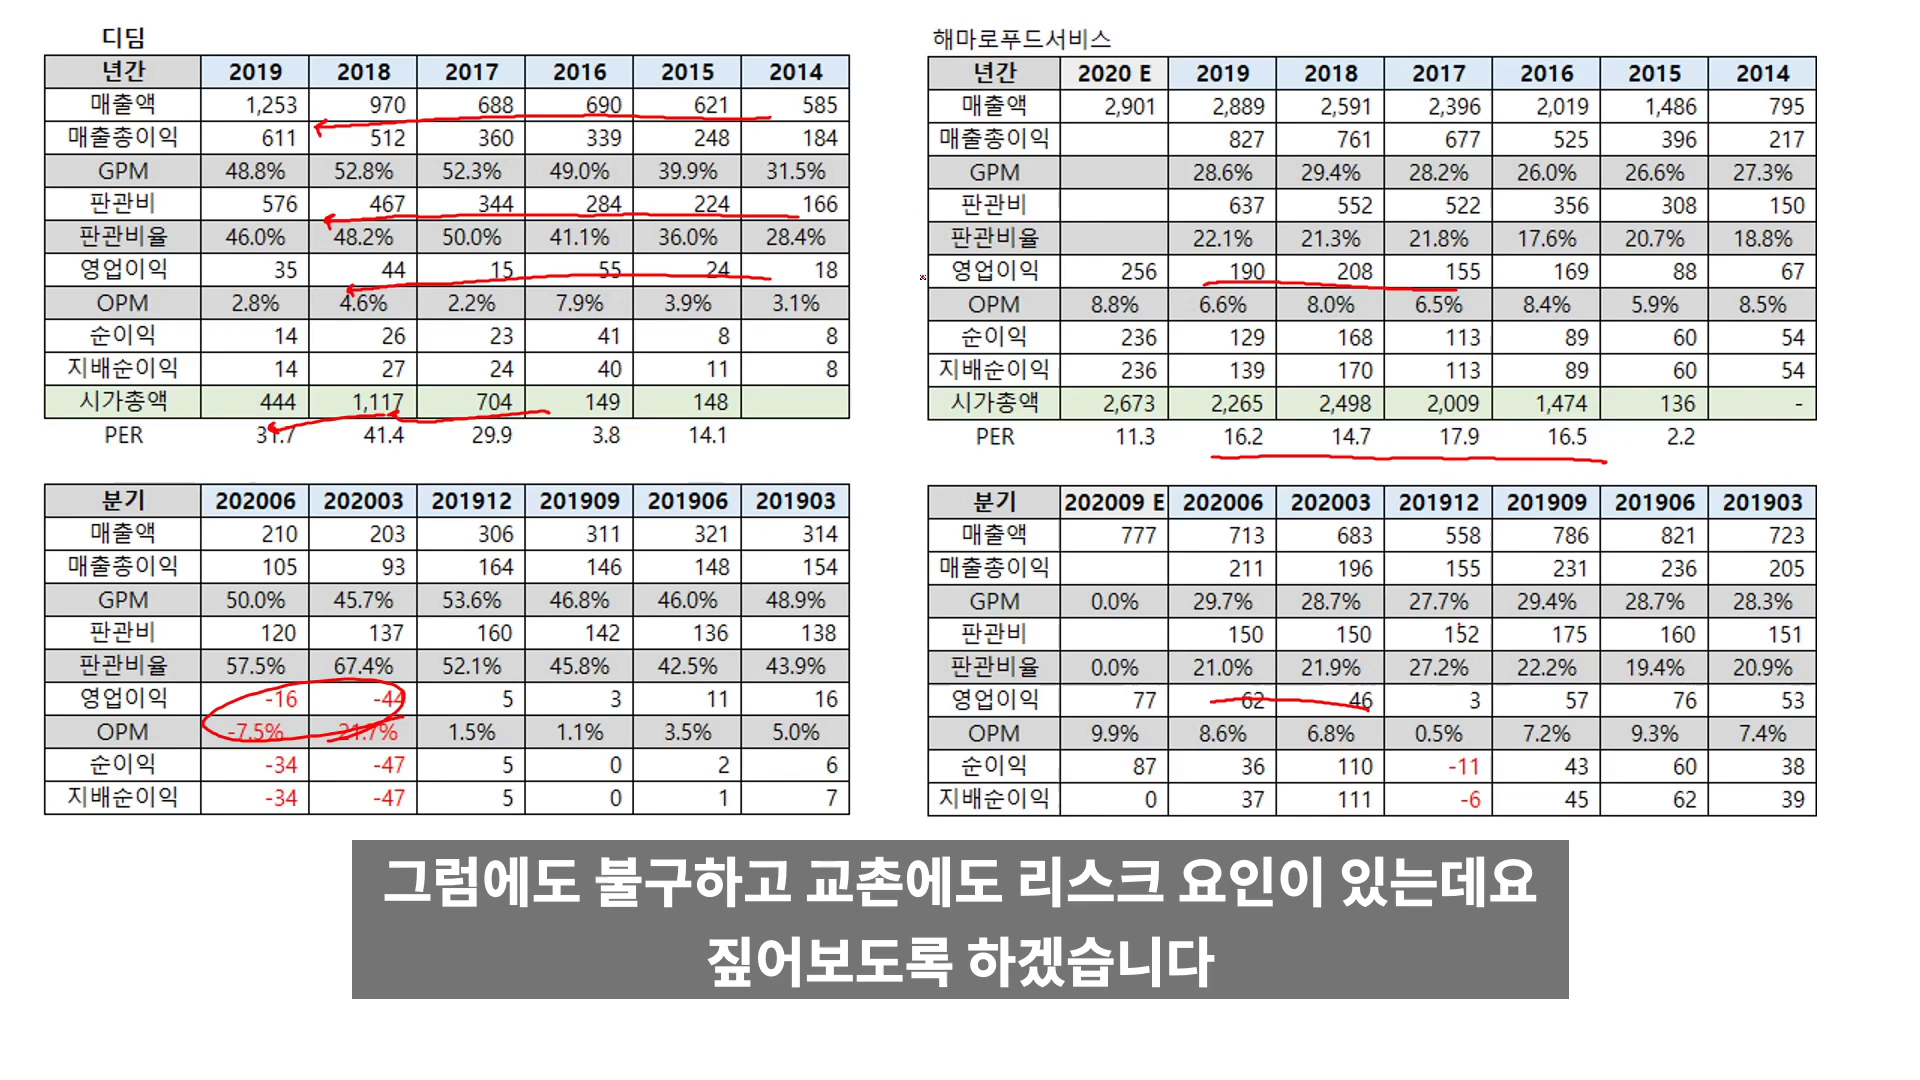 디딤
년간 2019 2018 2017 2016 2015 2014
매출액 1,253 970 688 690 621 585
매출총이익 611 512 360 339 248 184
GPM 48.8% 52.8% 52.3% 49.0% 39.9% 31.5%
판관비 576 467 344 284 224 166
판관비율 46.0% 48.2% 50.0% 41.1% 36.0% 28.4%
영업이익 35 44 15 55 24 18
OPM 2.8% 4.6% 2.2% 7.9% 3.9% 3.1%
순이익 14 26 23 41 8 8
지배순이익 14 27 24 40 11 8
시가총액 444 1,117 704 149 148
PER 31.7 41.4 29.9 3.8 14.1
분기 202006 202003 201912 201909 201906 201903
매출액 210 203 306 311 321 314
매출총이익 105 93 164 146 148 154
GPM 50.0% 45.7% 53.6% 46.8% 46.0% 48.9%
판관비 120 137 160 142 136 138
판관비율 57.5% 67.4% 52.1% 45.8% 42.5% 43.9%
영업이익 -16 -44 5 3 11 16
OPM -7.5% -21.7% 1.5% 1.1% 3.5% 5.0%
순이익 -34 -47 5 0 2 6
지배순이익 -34 -47 5 0 1 7
해마로푸드서비스
년간 2020 E 2019 2018 2017 2016 2015 2014
매출액 2,901 2,889 2,591 2,396 2,019 1,486 795
매출총이익 827 761 677 525 396 217
GPM 28.6% 29.4% 28.2% 26.0% 26.6% 27.3%
판관비 637 552 522 356 308 150
판관비율 22.1% 21.3% 21.8% 17.6% 20.7% 18.8%
영업이익 256 190 208 155 169 88 67
OPM 8.8% 6.6% 8.0% 6.5% 8.4% 5.9% 8.5%
순이익 236 129 168 113 89 60 54
지배순이익 236 139 170 113 89 60 54
시가총액 2,673 2,265 2,498 2,009 1,474 136 -
PER 11.3 16.2 14.7 17.9 16.5 2.2
분기 202009 E 202006 202003 201912 201909 201906 201903
매출액 777 713 683 558 786 821 723
매출총이익 211 196 155 231 236 205
GPM 0.0% 29.7% 28.7% 27.7% 29.4% 28.7% 28.3%
판관비 150 150 152 175 160 151
판관비율 0.0% 21.0% 21.9% 27.2% 22.2% 19.4% 20.9%
영업이익 77 62 46 3 57 76 53
OPM 9.9% 8.6% 6.8% 0.5% 7.2% 9.3% 7.4%
순이익 87 36 110 -11 43 60 38
지배순이익 0 37 111 -6 45 62 39
그럼에도 불구하고 교촌에도 리스크 요인이 있는데요
짚어보도록 하겠습니다